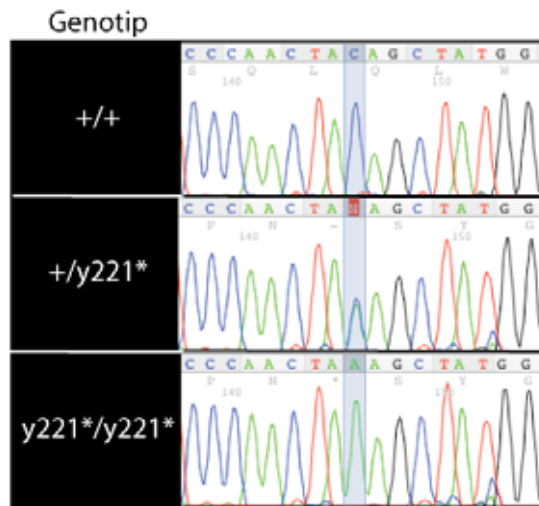 Genotip
C C C A A C T A C A G C T A T G G
S Q L Q L W
140 150
+/+
C C C A A C T A A G C T A T G G
P N - S Y G
140 150
+/y221*
C C C A A C T A A A G C T A T G G
P N * S Y G
140
y221*/y221*